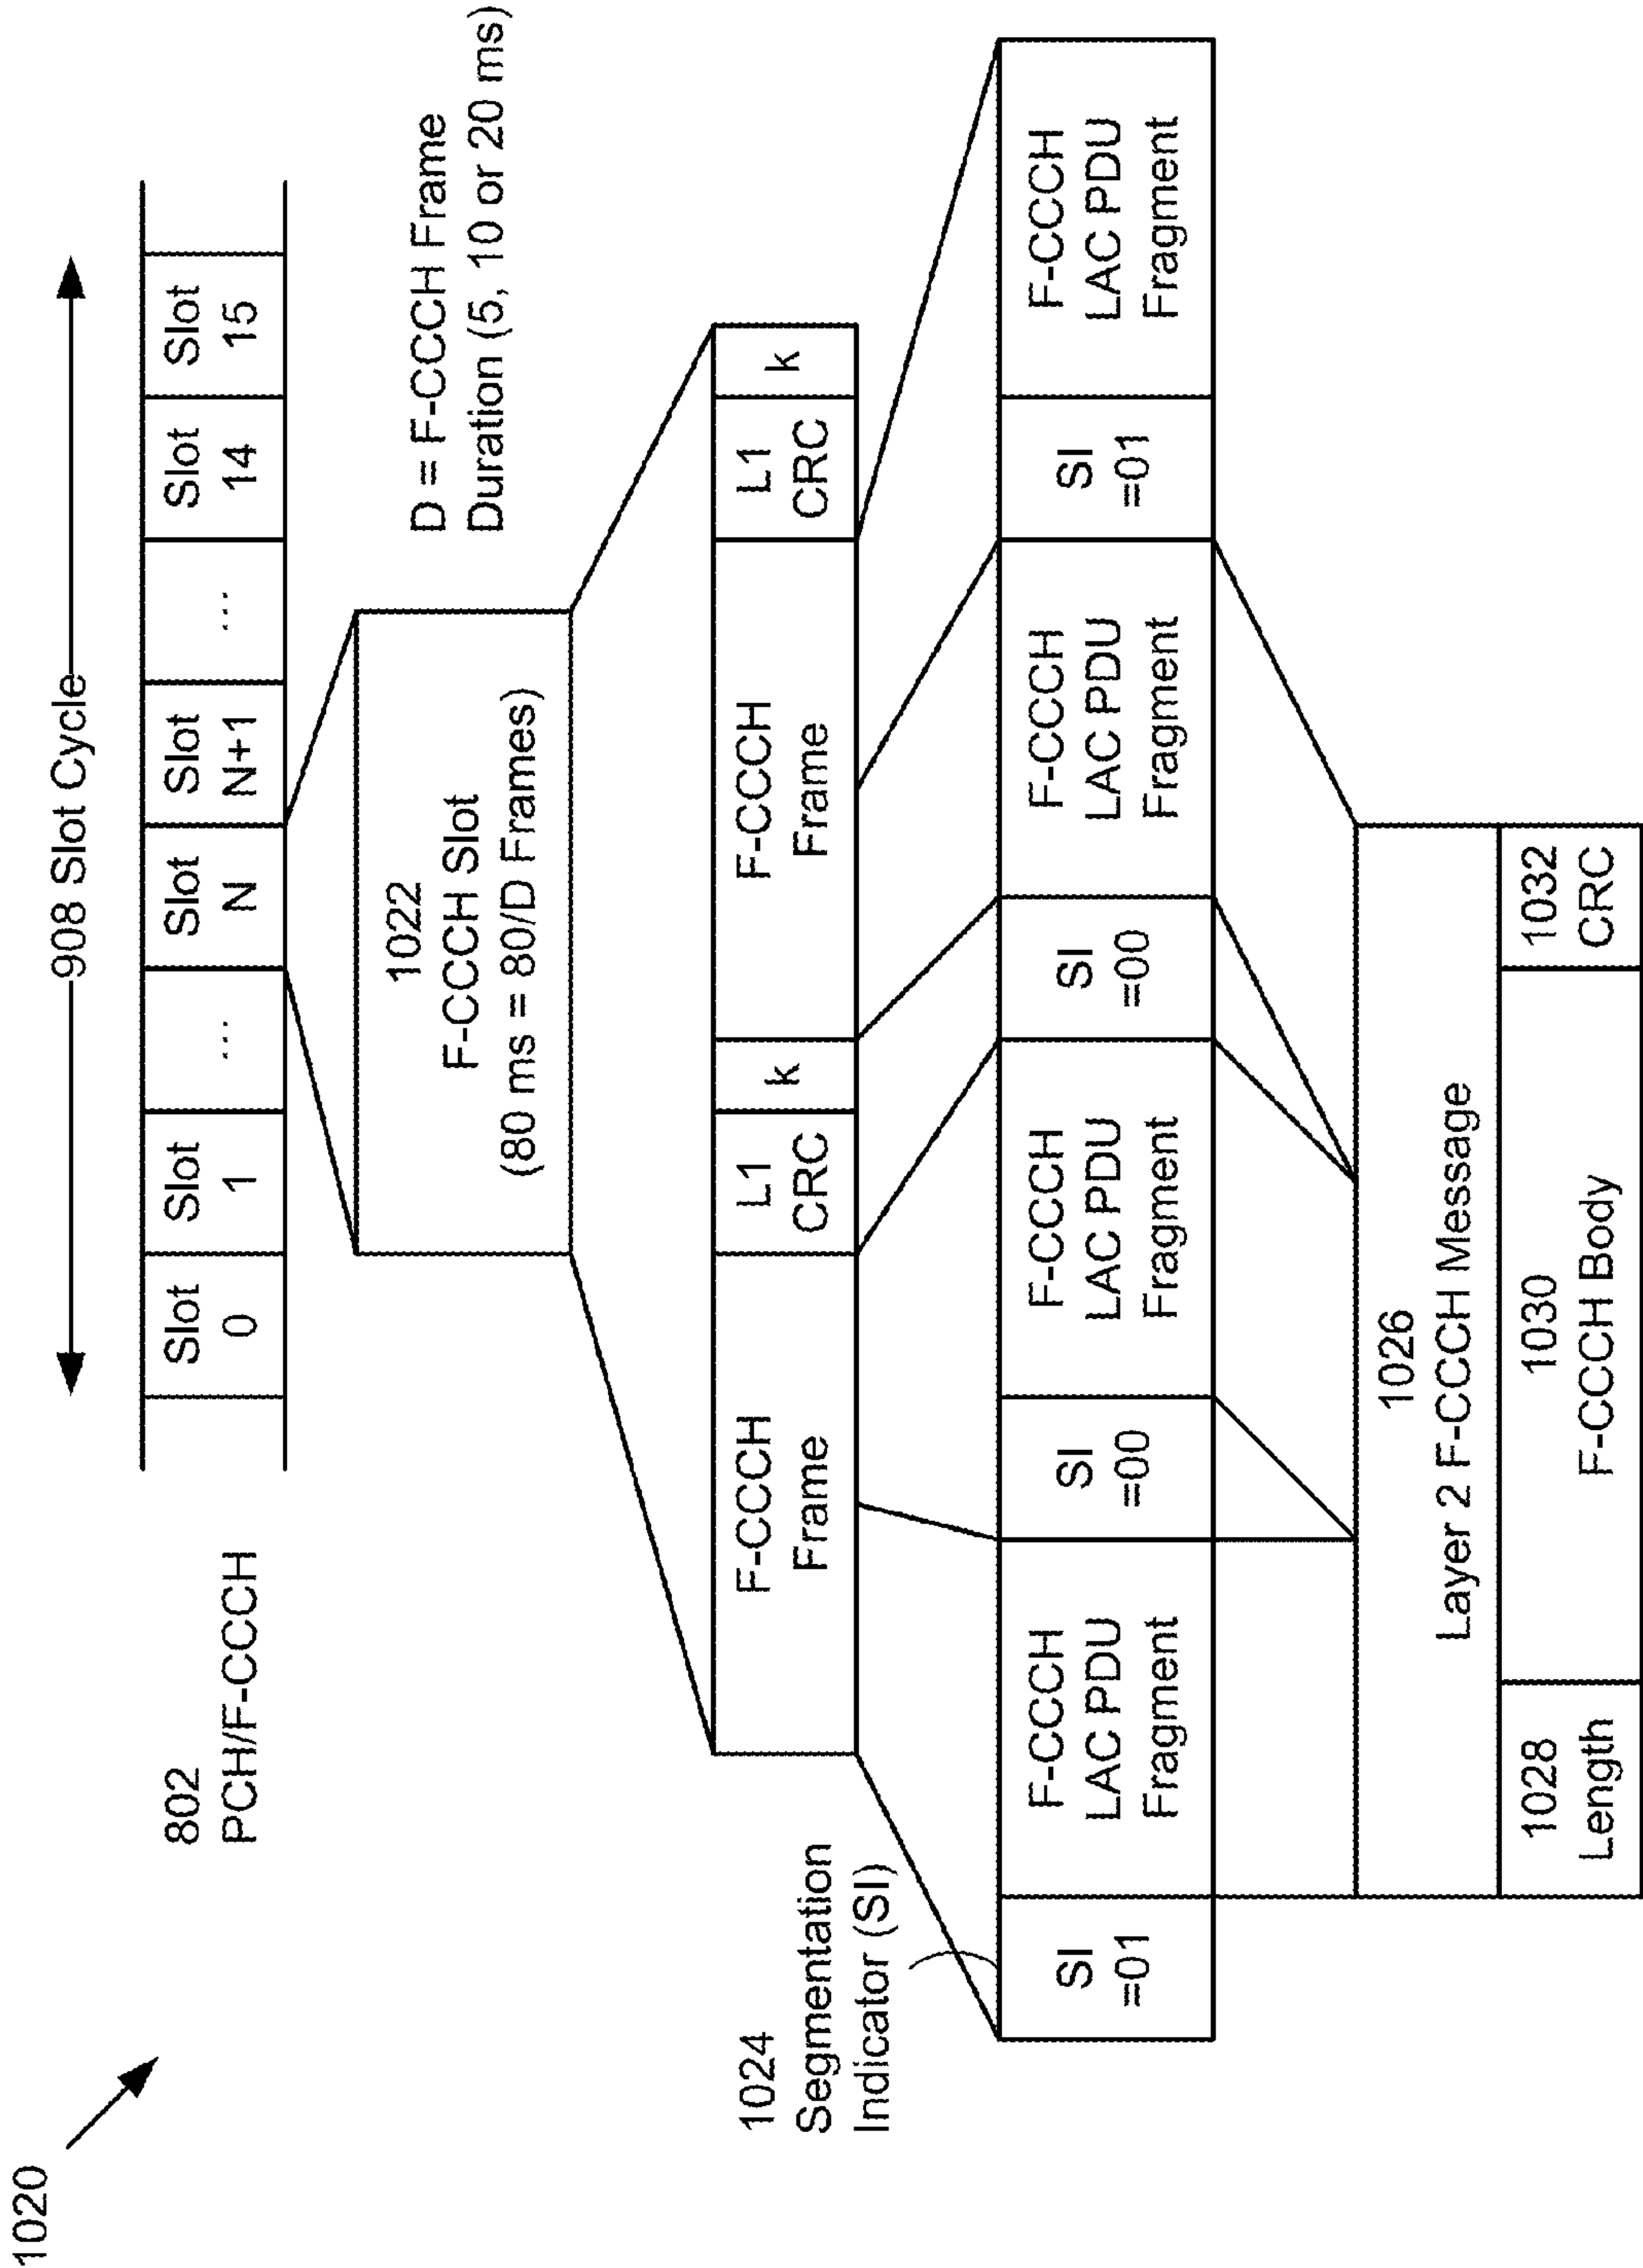 1020
908 Slot Cycle
802
PCH/F-CCCH
Slot
0
Slot
1
...
Slot
N
Slot
N+1
...
Slot
14
Slot
15
1022
F-CCCH Slot
(80 ms = 80/D Frames)
D = F-CCCH Frame
Duration (5, 10 or 20 ms)
F-CCCH
Frame
L1
CRC
k
F-CCCH
Frame
L1
CRC
k
1024
Segmentation
Indicator (SI)
SI
=01
F-CCCH
LAC PDU
Fragment
SI
=00
F-CCCH
LAC PDU
Fragment
SI
=00
F-CCCH
LAC PDU
Fragment
SI
=01
F-CCCH
LAC PDU
Fragment
1026
Layer 2 F-CCCH Message
1028
Length
1030
F-CCCH Body
1032
CRC